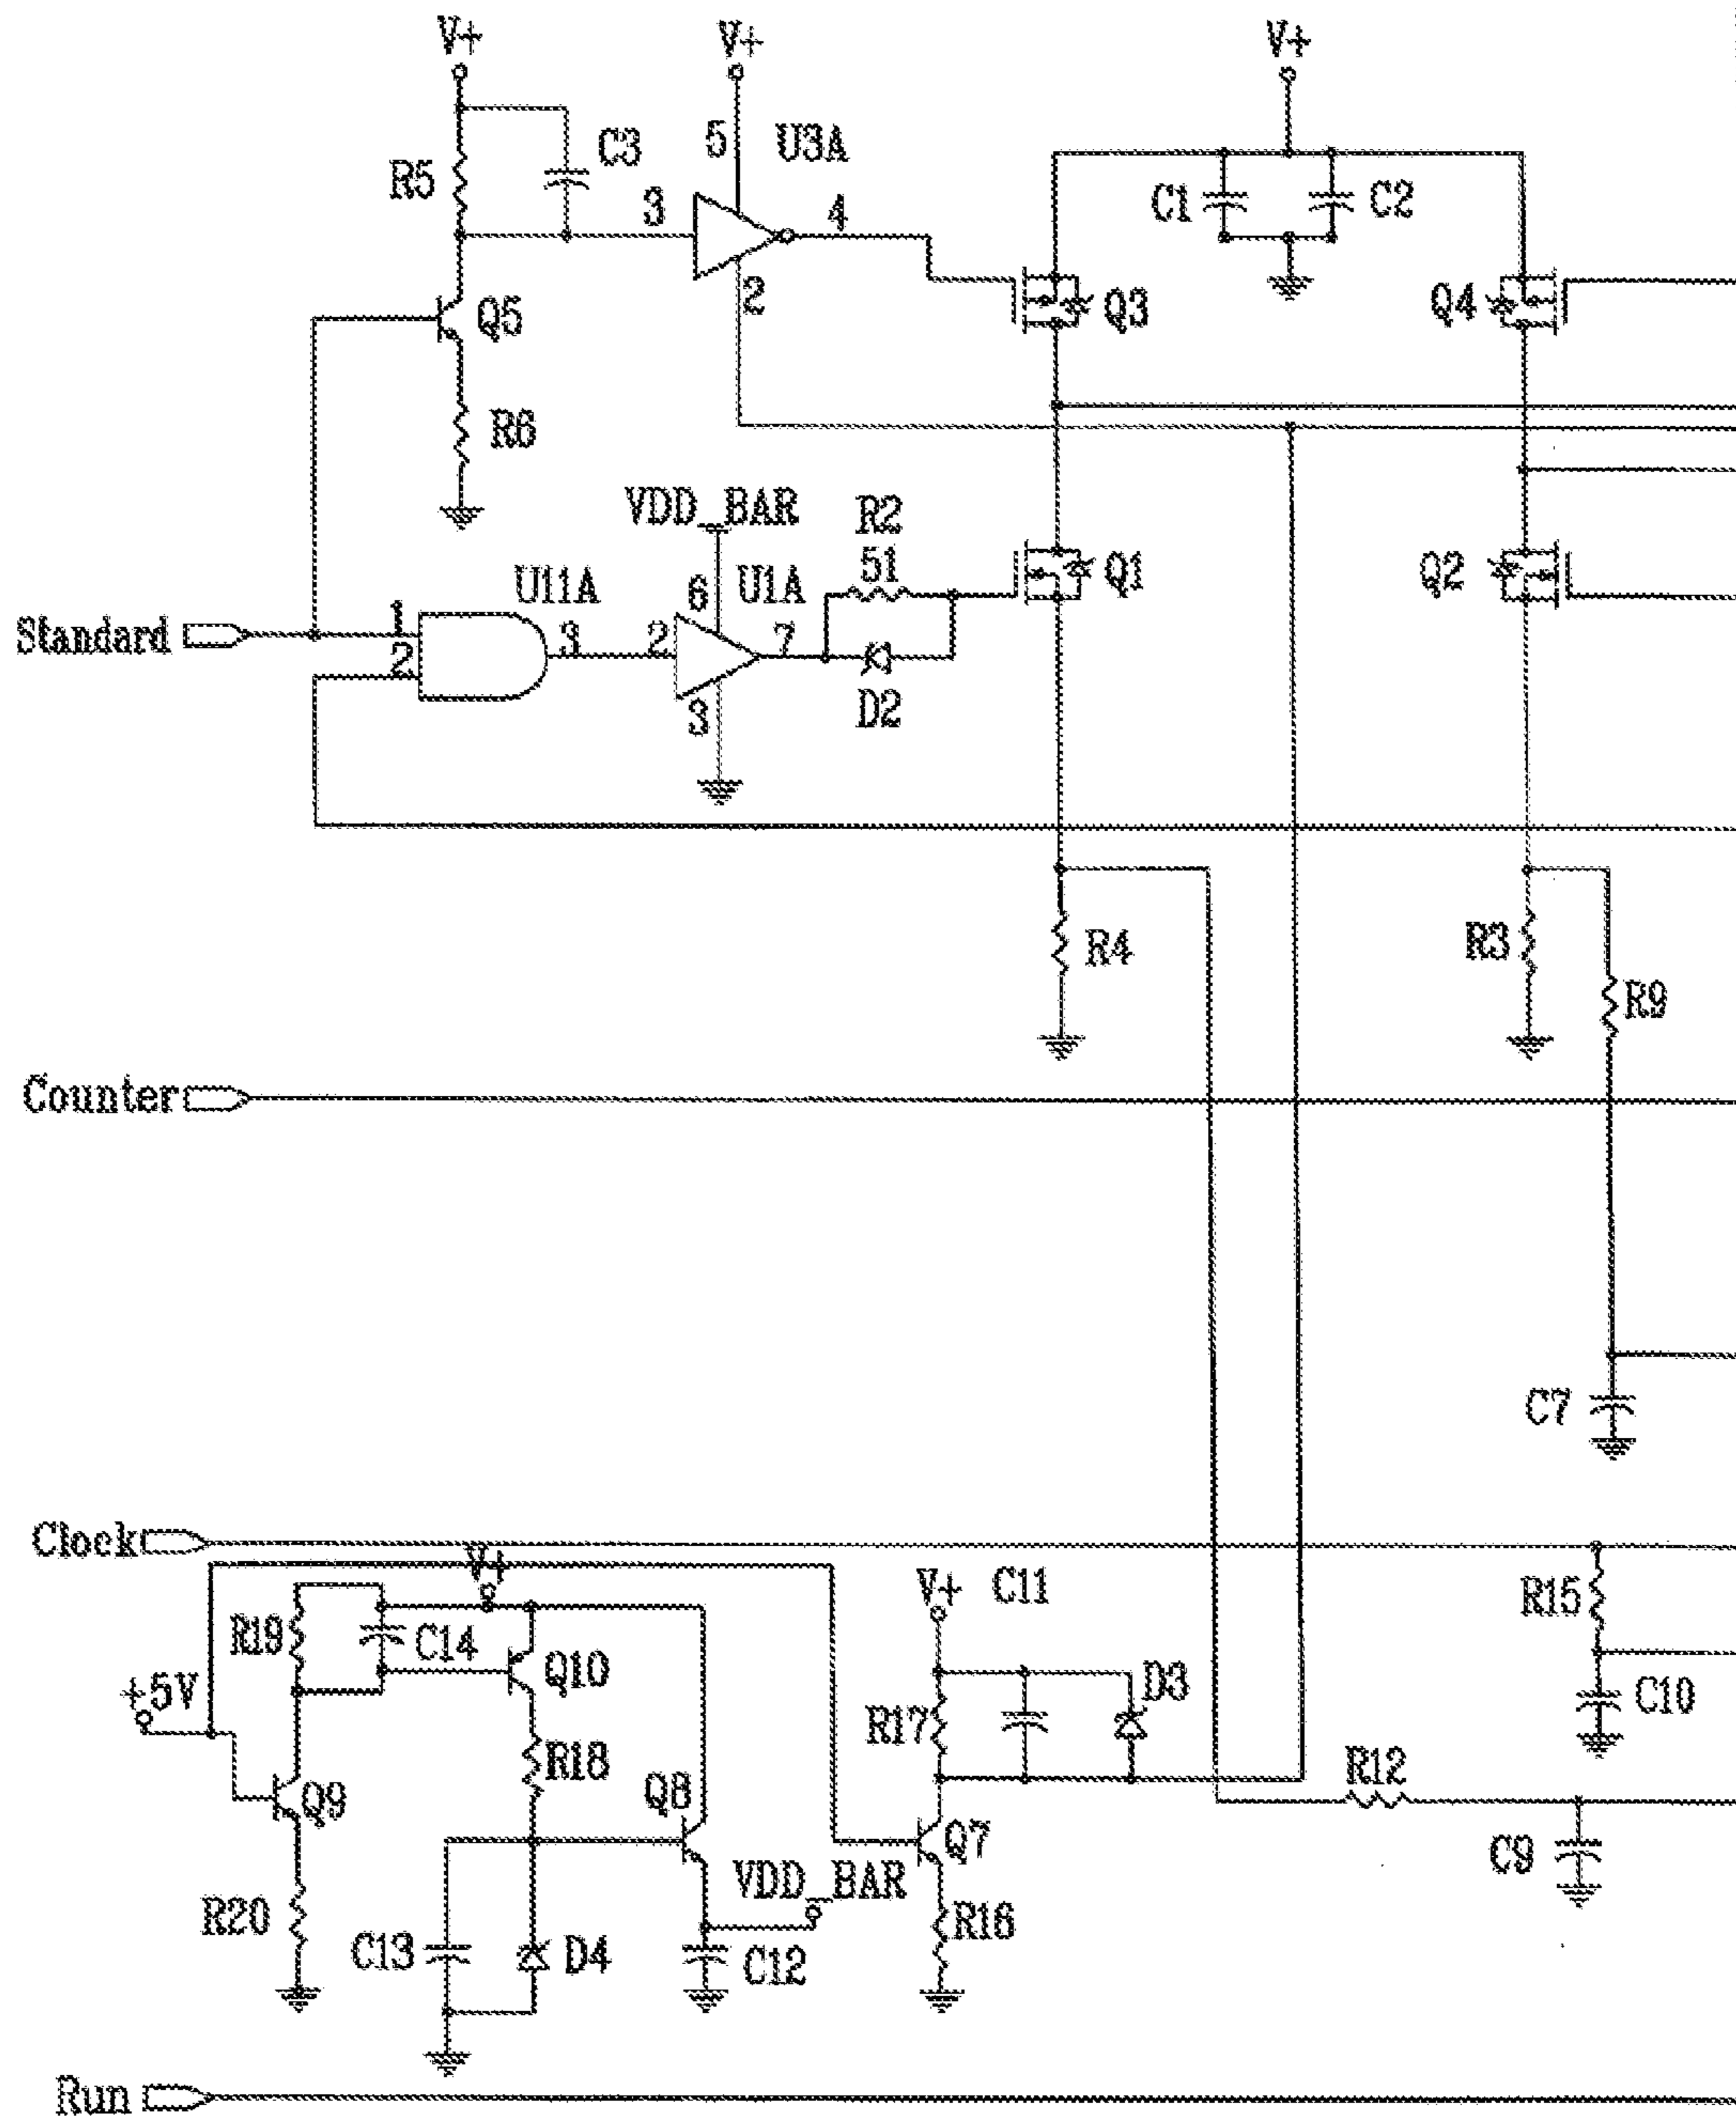 V+ V+ V+
5 U3A
C3
R5 3 4 C1 C2
2
Q5 Q3 Q4
R6
VDD_BAR R2
51
U11A 6 U1A Q1 Q2
1
Standard 3 2 7
2
3 D2
R4 R3
R9
Counter
C7
Clock
V+
V+ C11 R15
R19 C14
Q10 D3
+5V C10
R17
R18 R12
Q9 Q8
Q7
VDD_BAR C9
R20 R16
C13 D4 C12
Run